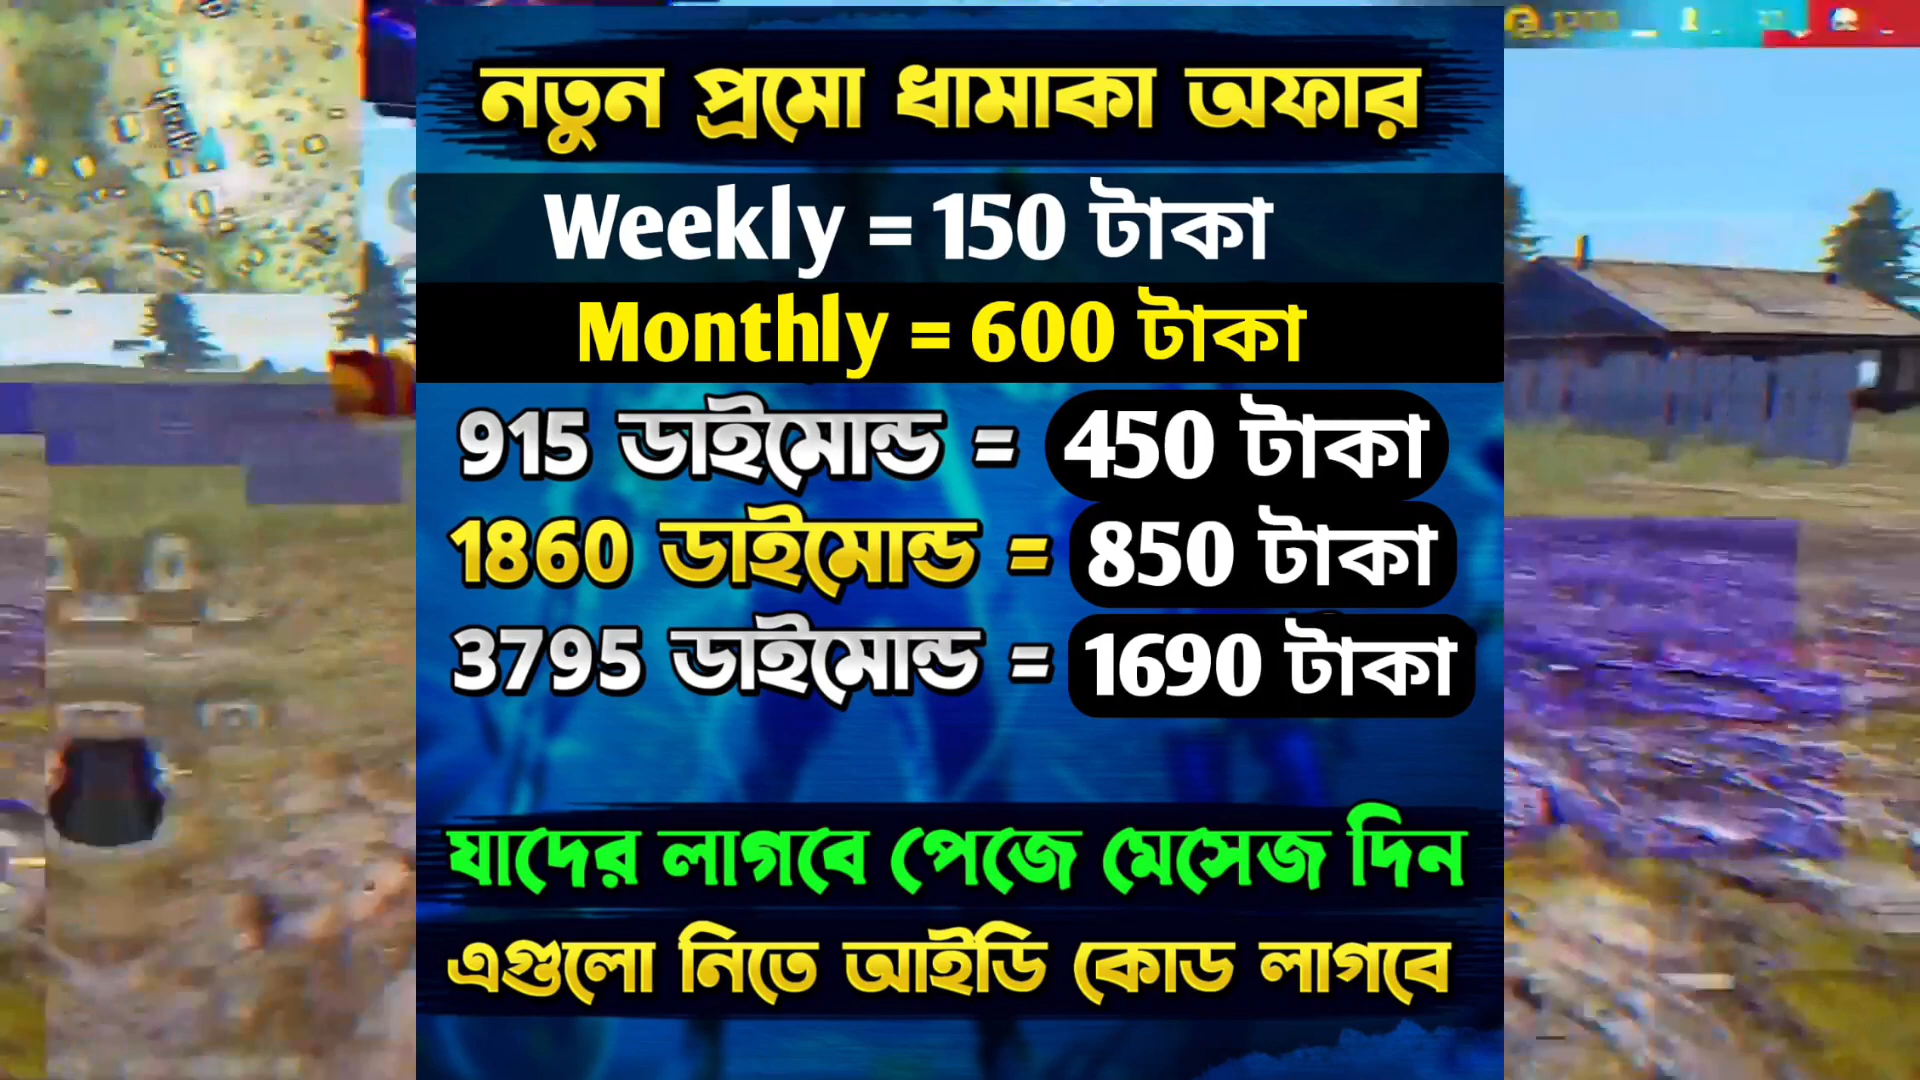 নতুন প্রমো ধামাকা অফার
Weekly = 150 টাকা
Monthly = 600 টাকা
915 ডাইমোন্ড = 450 টাকা
1860 ডাইমোন্ড = 850 টাকা
3795 ডাইমোন্ড = 1690 টাকা
যাদের লাগবে পেজে মেসেজ দিন
এগুলো নিতে আইডি কোড লাগবে